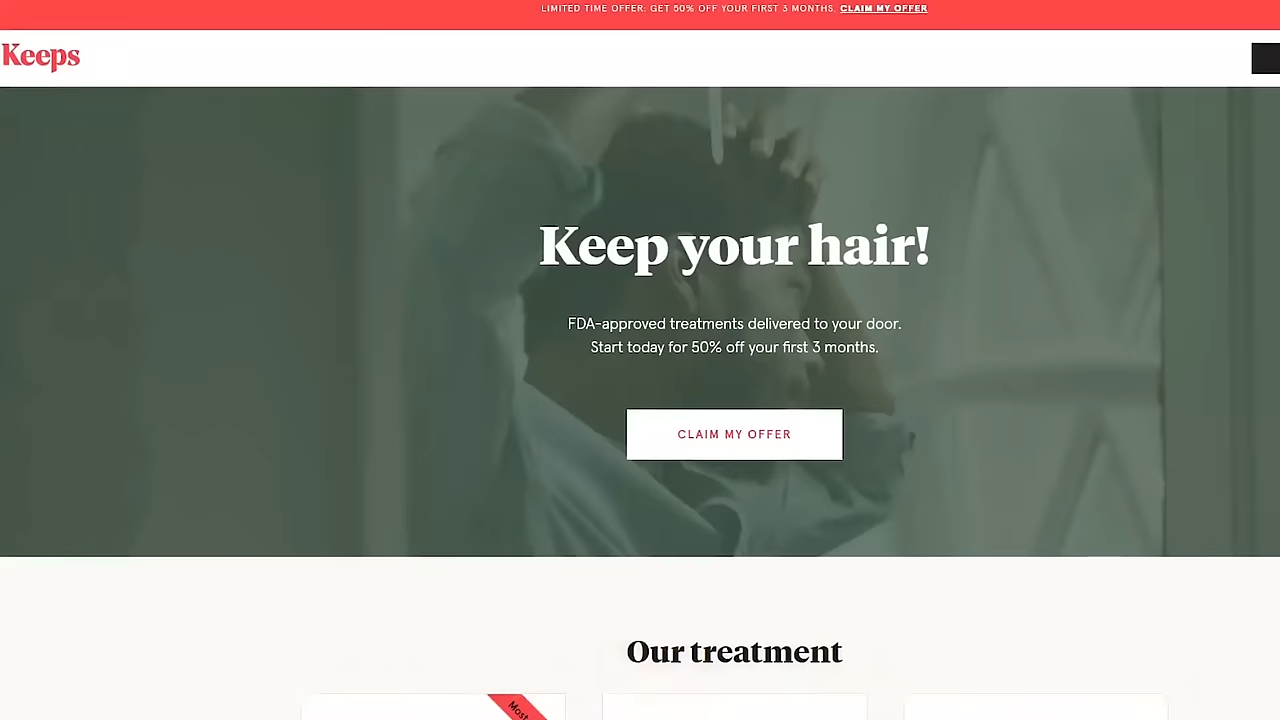 LIMITED TIME OFFER: GET 50% OFF YOUR FIRST 3 MONTHS. CLAIM MY OFFER
Keeps
Keep your hair!
FDA-approved treatments delivered to your door.
Start today for 50% off your first 3 months.
CLAIM MY OFFER
Our treatment
Most